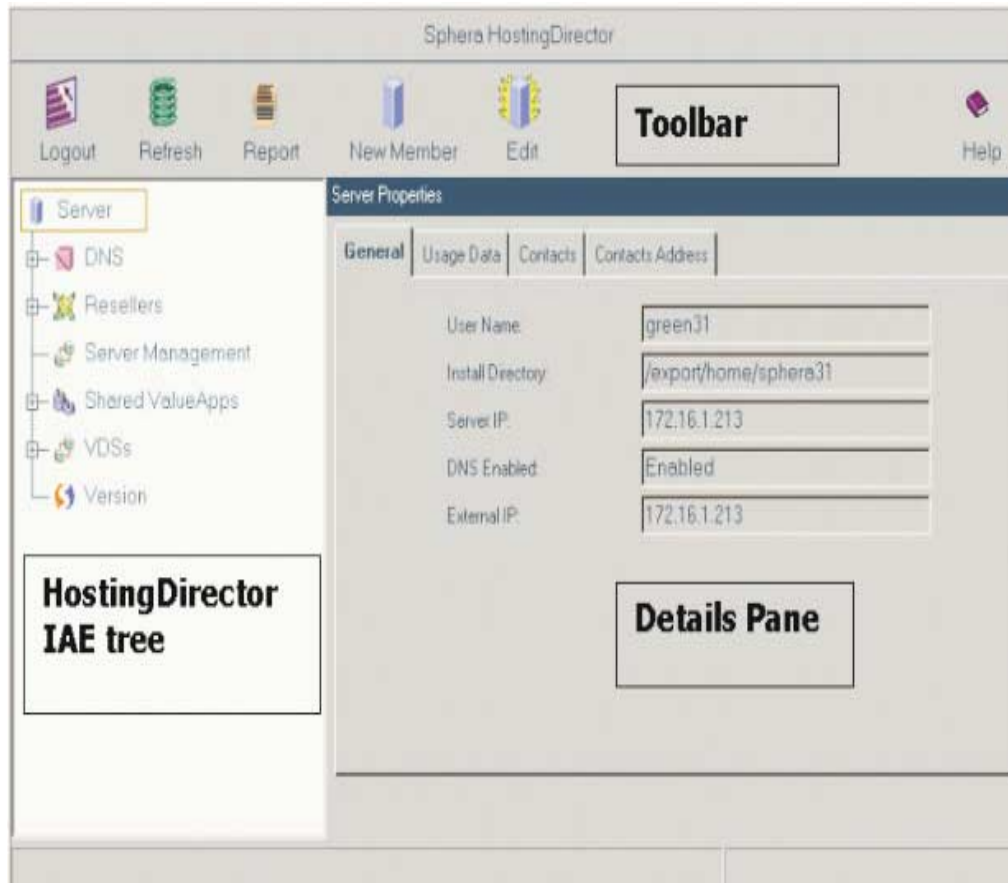 Sphera HostingDirector
Logout Refresh Report New Member Edit Toolbar Help
Server
DNS
Resellers
Server Management
Shared ValueApps
VDSs
Version
HostingDirector
IAE tree
Server Properties
General Usage Data Contacts Contacts Address
User Name: green31
Install Directory: /export/home/sphera31
Server IP: 172.16.1.213
DNS Enabled: Enabled
External IP: 172.16.1.213
Details Pane